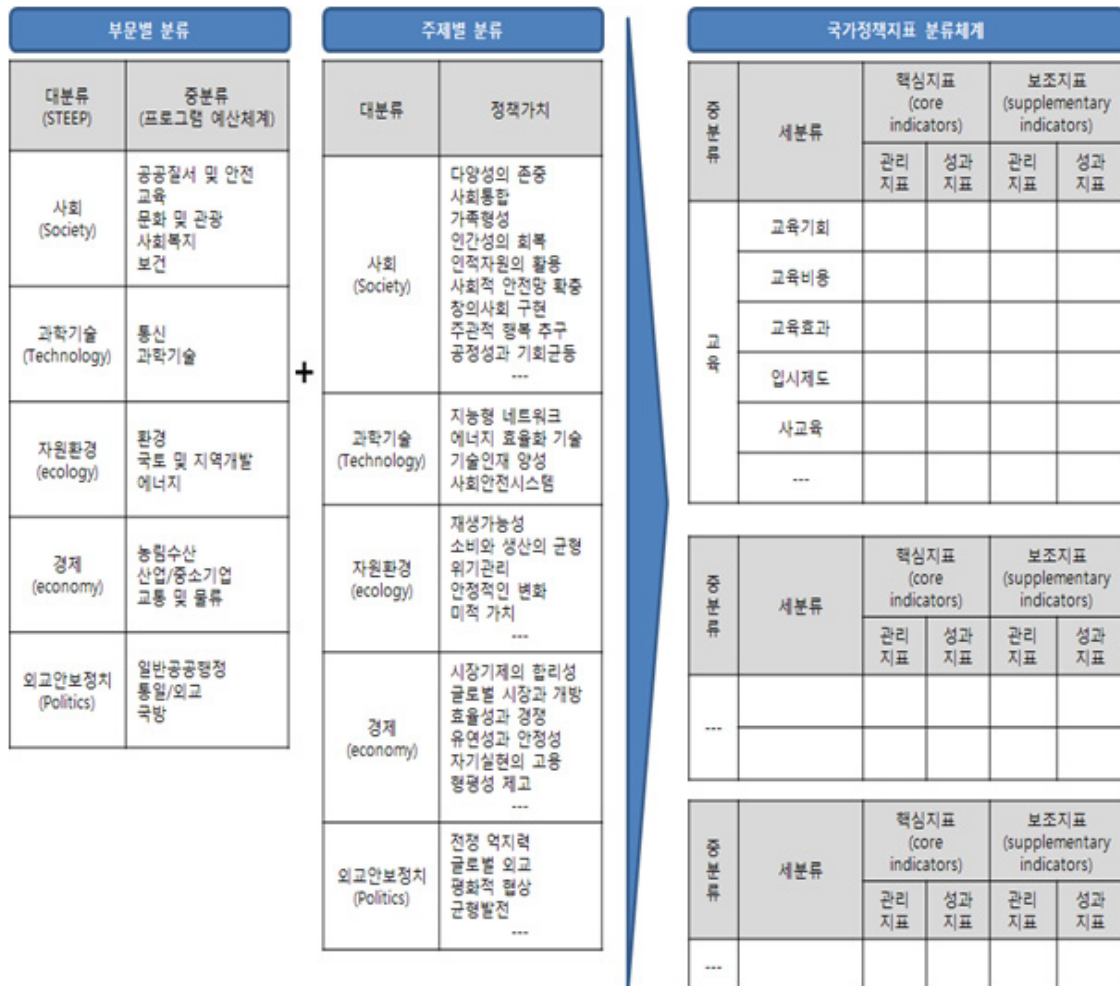 부문별 분류
대분류
(STEEP)
중분류
(프로그램 예산체계)
사회
(Society)
공공질서 및 안전
교육
문화 및 관광
사회복지
보건
과학기술
(Technology)
통신
과학기술
자원환경
(ecology)
환경
국토 및 지역개발
에너지
경제
(economy)
농림수산
산업/중소기업
교통 및 물류
외교안보정치
(Politics)
일반공공행정
통일/외교
국방
+
주제별 분류
대분류
정책가치
사회
(Society)
다양성의 존중
사회통합
가족형성
인간성의 회복
인적자원의 활용
사회적 안전망 확충
창의사회 구현
주관적 행복 추구
공정성과 기회균등
---
과학기술
(Technology)
지능형 네트워크
에너지 효율화 기술
기술인재 양성
사회안전시스템
자원환경
(ecology)
재생가능성
소비와 생산의 균형
위기관리
안정적인 변화
미적 가치
---
경제
(economy)
시장기제의 합리성
글로벌 시장과 개방
효율성과 경쟁
유연성과 안정성
자기실현의 고용
형평성 제고
---
외교안보정치
(Politics)
전쟁 억지력
글로벌 외교
평화적 협상
균형발전
---
국가정책지표 분류체계
중분류
세분류
핵심지표
(core
indicators)
보조지표
(supplementary
indicators)
관리
지표
성과
지표
관리
지표
성과
지표
교육
교육기회
교육비용
교육효과
입시제도
사교육
---
중분류
세분류
핵심지표
(core
indicators)
보조지표
(supplementary
indicators)
관리
지표
성과
지표
관리
지표
성과
지표
---
중분류
세분류
핵심지표
(core
indicators)
보조지표
(supplementary
indicators)
관리
지표
성과
지표
관리
지표
성과
지표
---